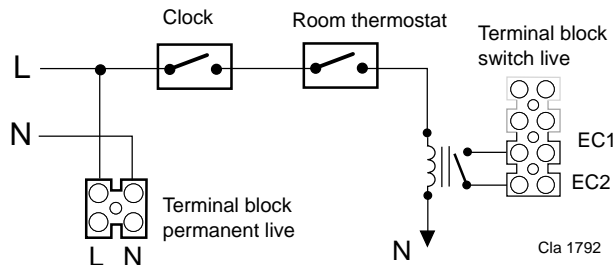 Clock
Room thermostat
Terminal block
switch live
L
N
EC1
EC2
Terminal block
permanent live
L N
N
Cla 1792